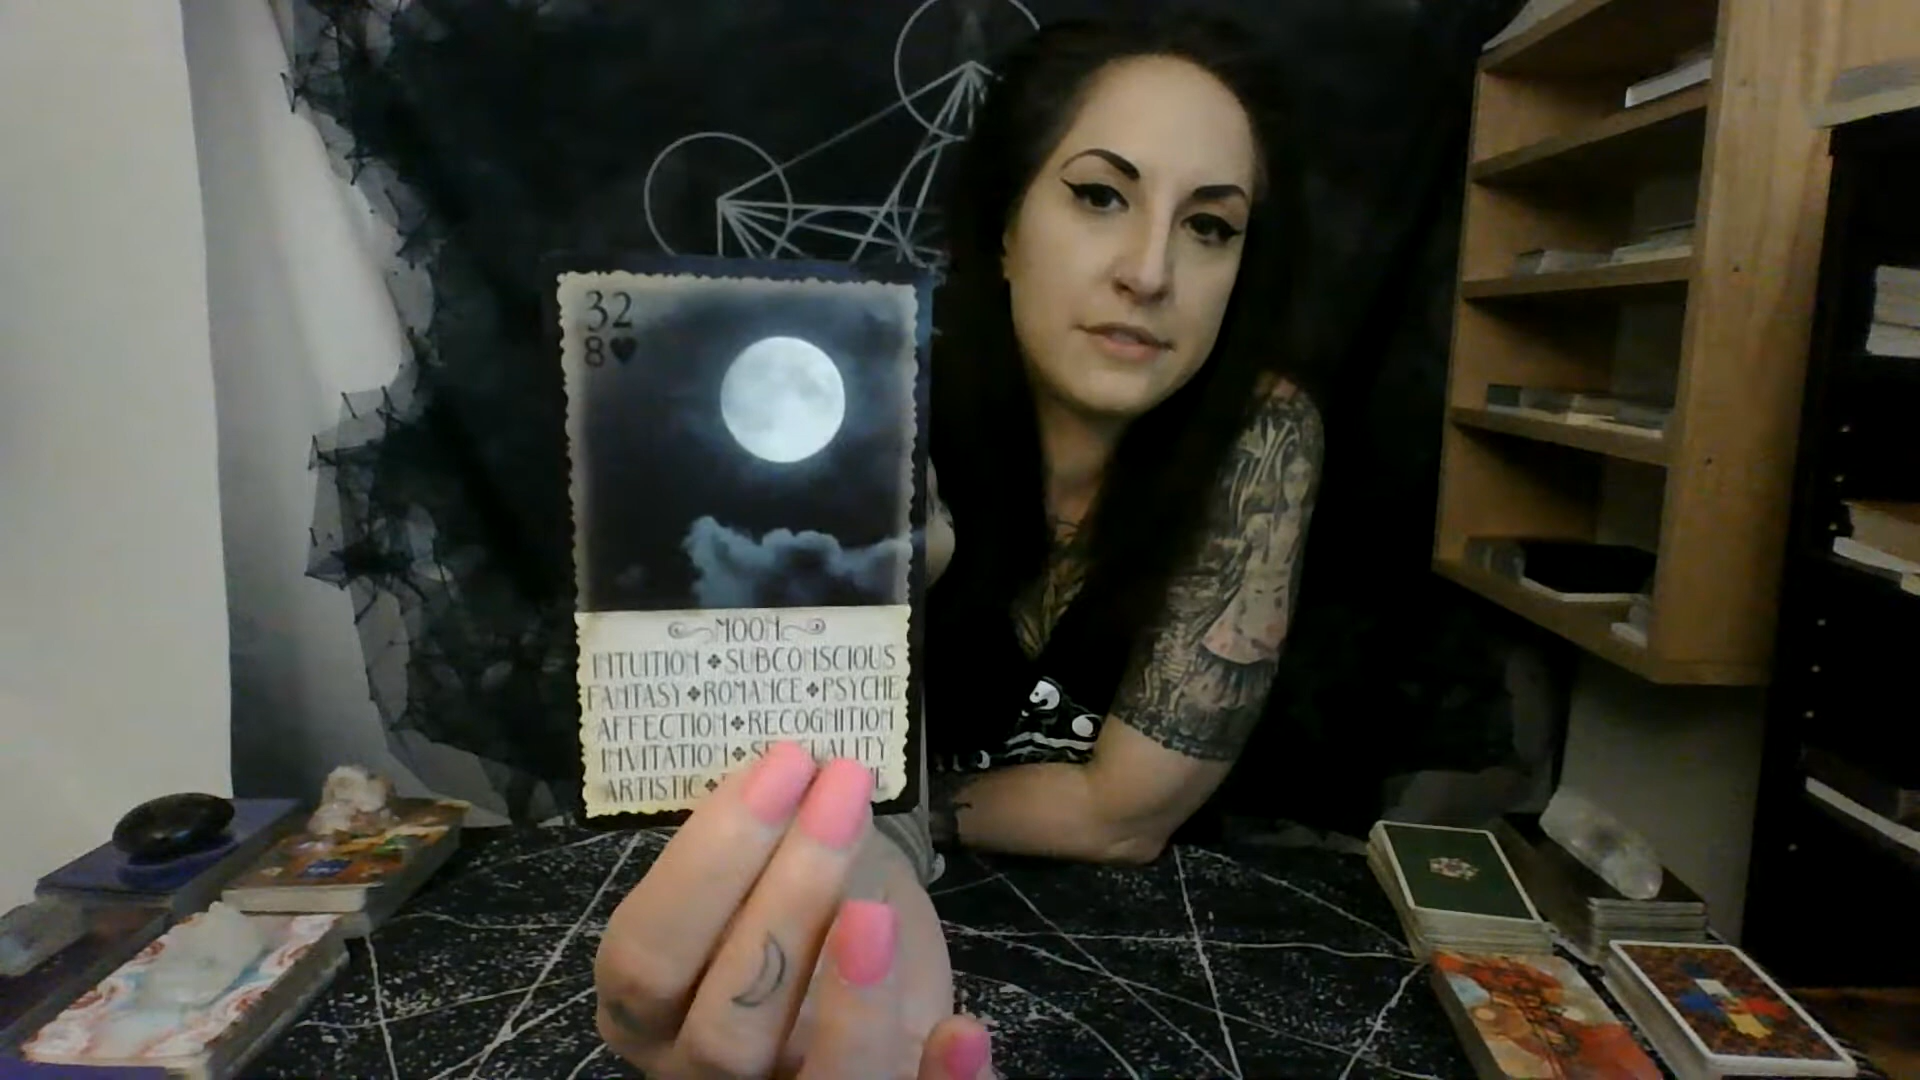 32
8♥
MOON
INTUITION ❖ SUBCONSCIOUS
FANTASY ❖ ROMANCE ❖ PSYCHE
AFFECTION ❖ RECOGNITION
INVITATION ❖
ARTISTIC ❖